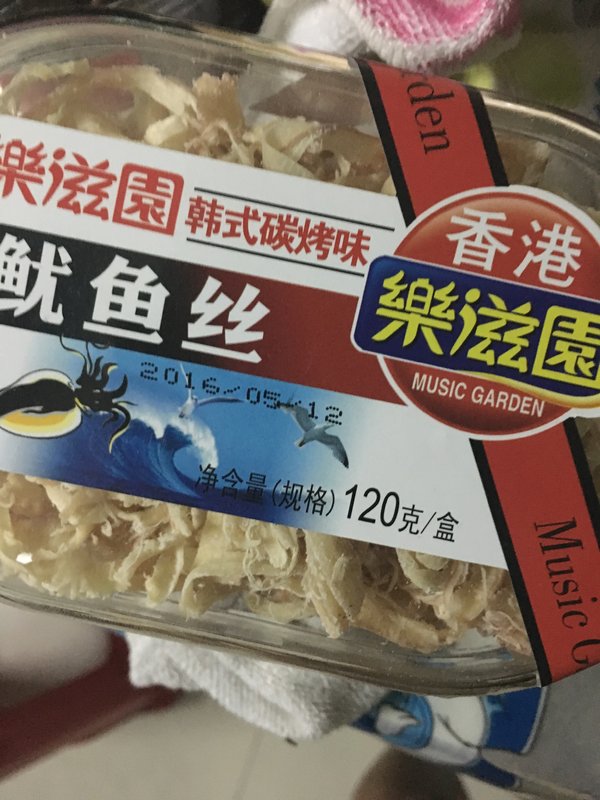 rden
樂滋園
韩式碳烤味
香港
樂滋園
MUSIC GARDEN
鱿鱼丝
2016/05/12
净含量(规格)120克/盒
Music G